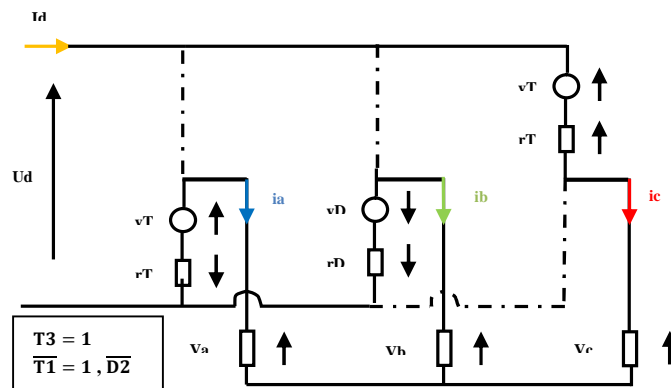 Id
vT
rT
Ud
ia
vD
ib
ic
vT
rT
rD
T3 = 1
T1̅ = 1 , D2̅
Va
Vb
Vc